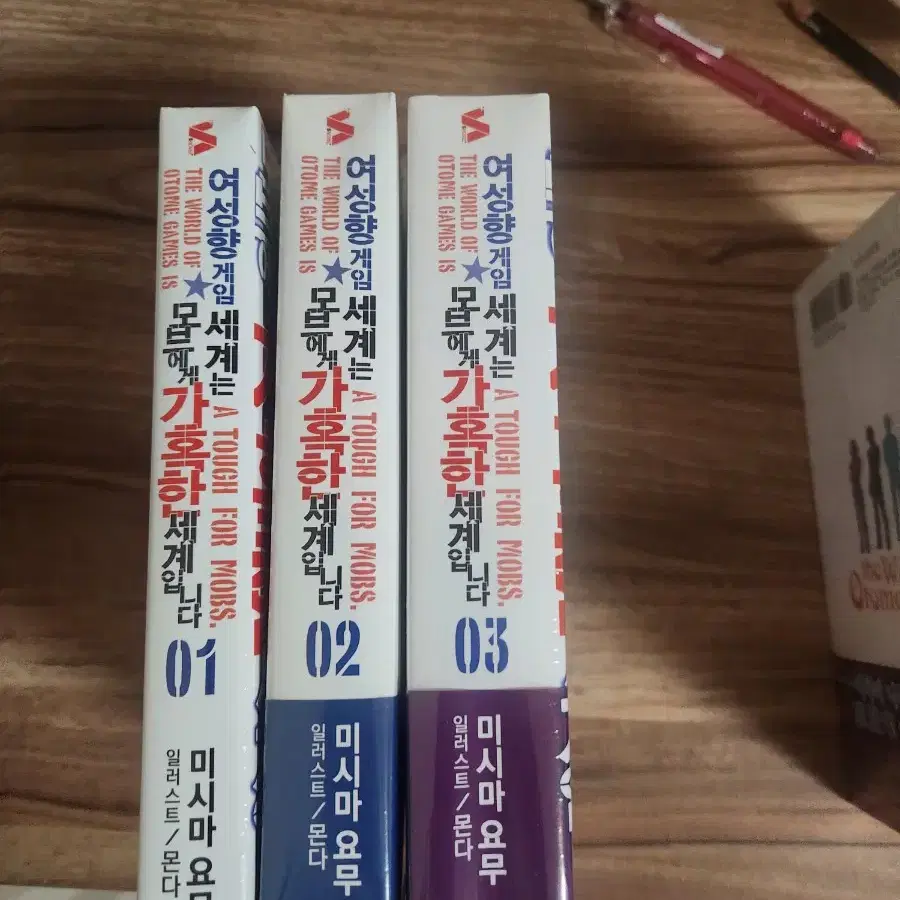 여성향 게임
세계는
모브에게
가혹한
세계입니다
THE WORLD OF
OTOME GAMES IS
A TOUGH FOR MOBS.
01
미시마 요무
일러스트/몬다
여성향 게임
세계는
모브에게
가혹한
세계입니다
THE WORLD OF
OTOME GAMES IS
A TOUGH FOR MOBS.
02
미시마 요무
일러스트/몬다
여성향 게임
세계는
모브에게
가혹한
세계입니다
THE WORLD OF
OTOME GAMES IS
A TOUGH FOR MOBS.
03
미시마 요무
일러스트/몬다